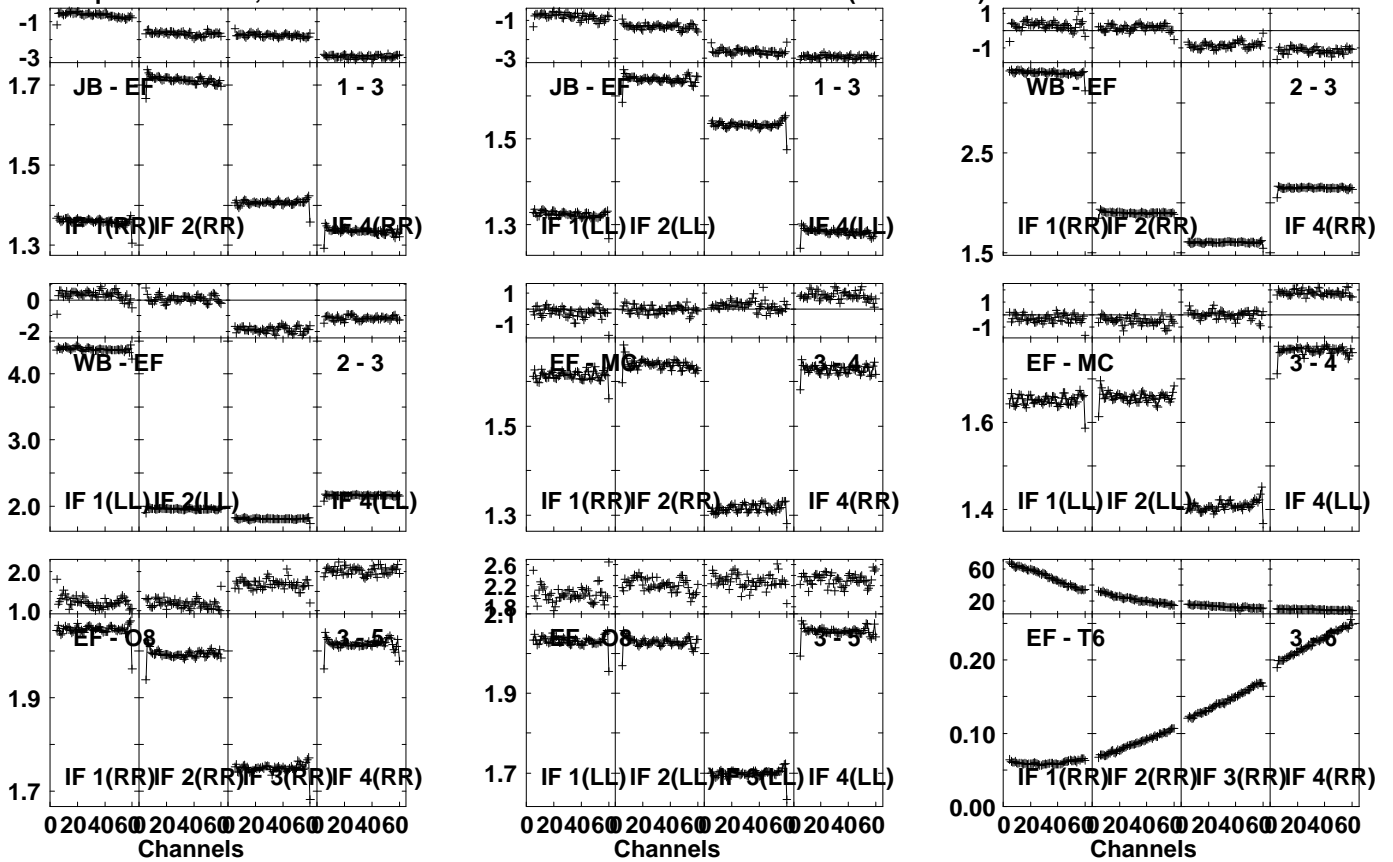 -1
-3
1.7
1.5
1.3
JB - EF
1 - 3
IF 1(RR)
IF 2(RR)
IF 4(RR)
-1
-3
1.5
1.3
JB - EF
1 - 3
IF 1(LL)
IF 2(LL)
IF 4(LL)
1
-1
2.5
1.5
WB - EF
2 - 3
IF 1(RR)
IF 2(RR)
IF 4(RR)
0
-2
4.0
3.0
2.0
WB - EF
2 - 3
IF 1(LL)
IF 2(LL)
IF 4(LL)
1
-1
1.5
1.3
EF - MC
3 - 4
IF 1(RR)
IF 2(RR)
IF 4(RR)
1
-1
1.6
1.4
EF - MC
3 - 4
IF 1(LL)
IF 2(LL)
IF 4(LL)
2.0
1.0
1.9
1.7
EF - O8
3 - 5
IF 1(RR)
IF 2(RR)
IF 3(RR)
IF 4(RR)
0 204060 0 204060 0 204060 0 204060
Channels
2.6
2.2
1.8
2.1
1.9
1.7
EF - O8
3 - 5
IF 1(LL)
IF 2(LL)
IF 3(LL)
IF 4(LL)
0 204060 0 204060 0 204060 0 204060
Channels
60
20
0.20
0.10
0.00
EF - T6
3 - 6
IF 1(RR)
IF 2(RR)
IF 3(RR)
IF 4(RR)
0 204060 0 204060 0 204060 0 204060
Channels